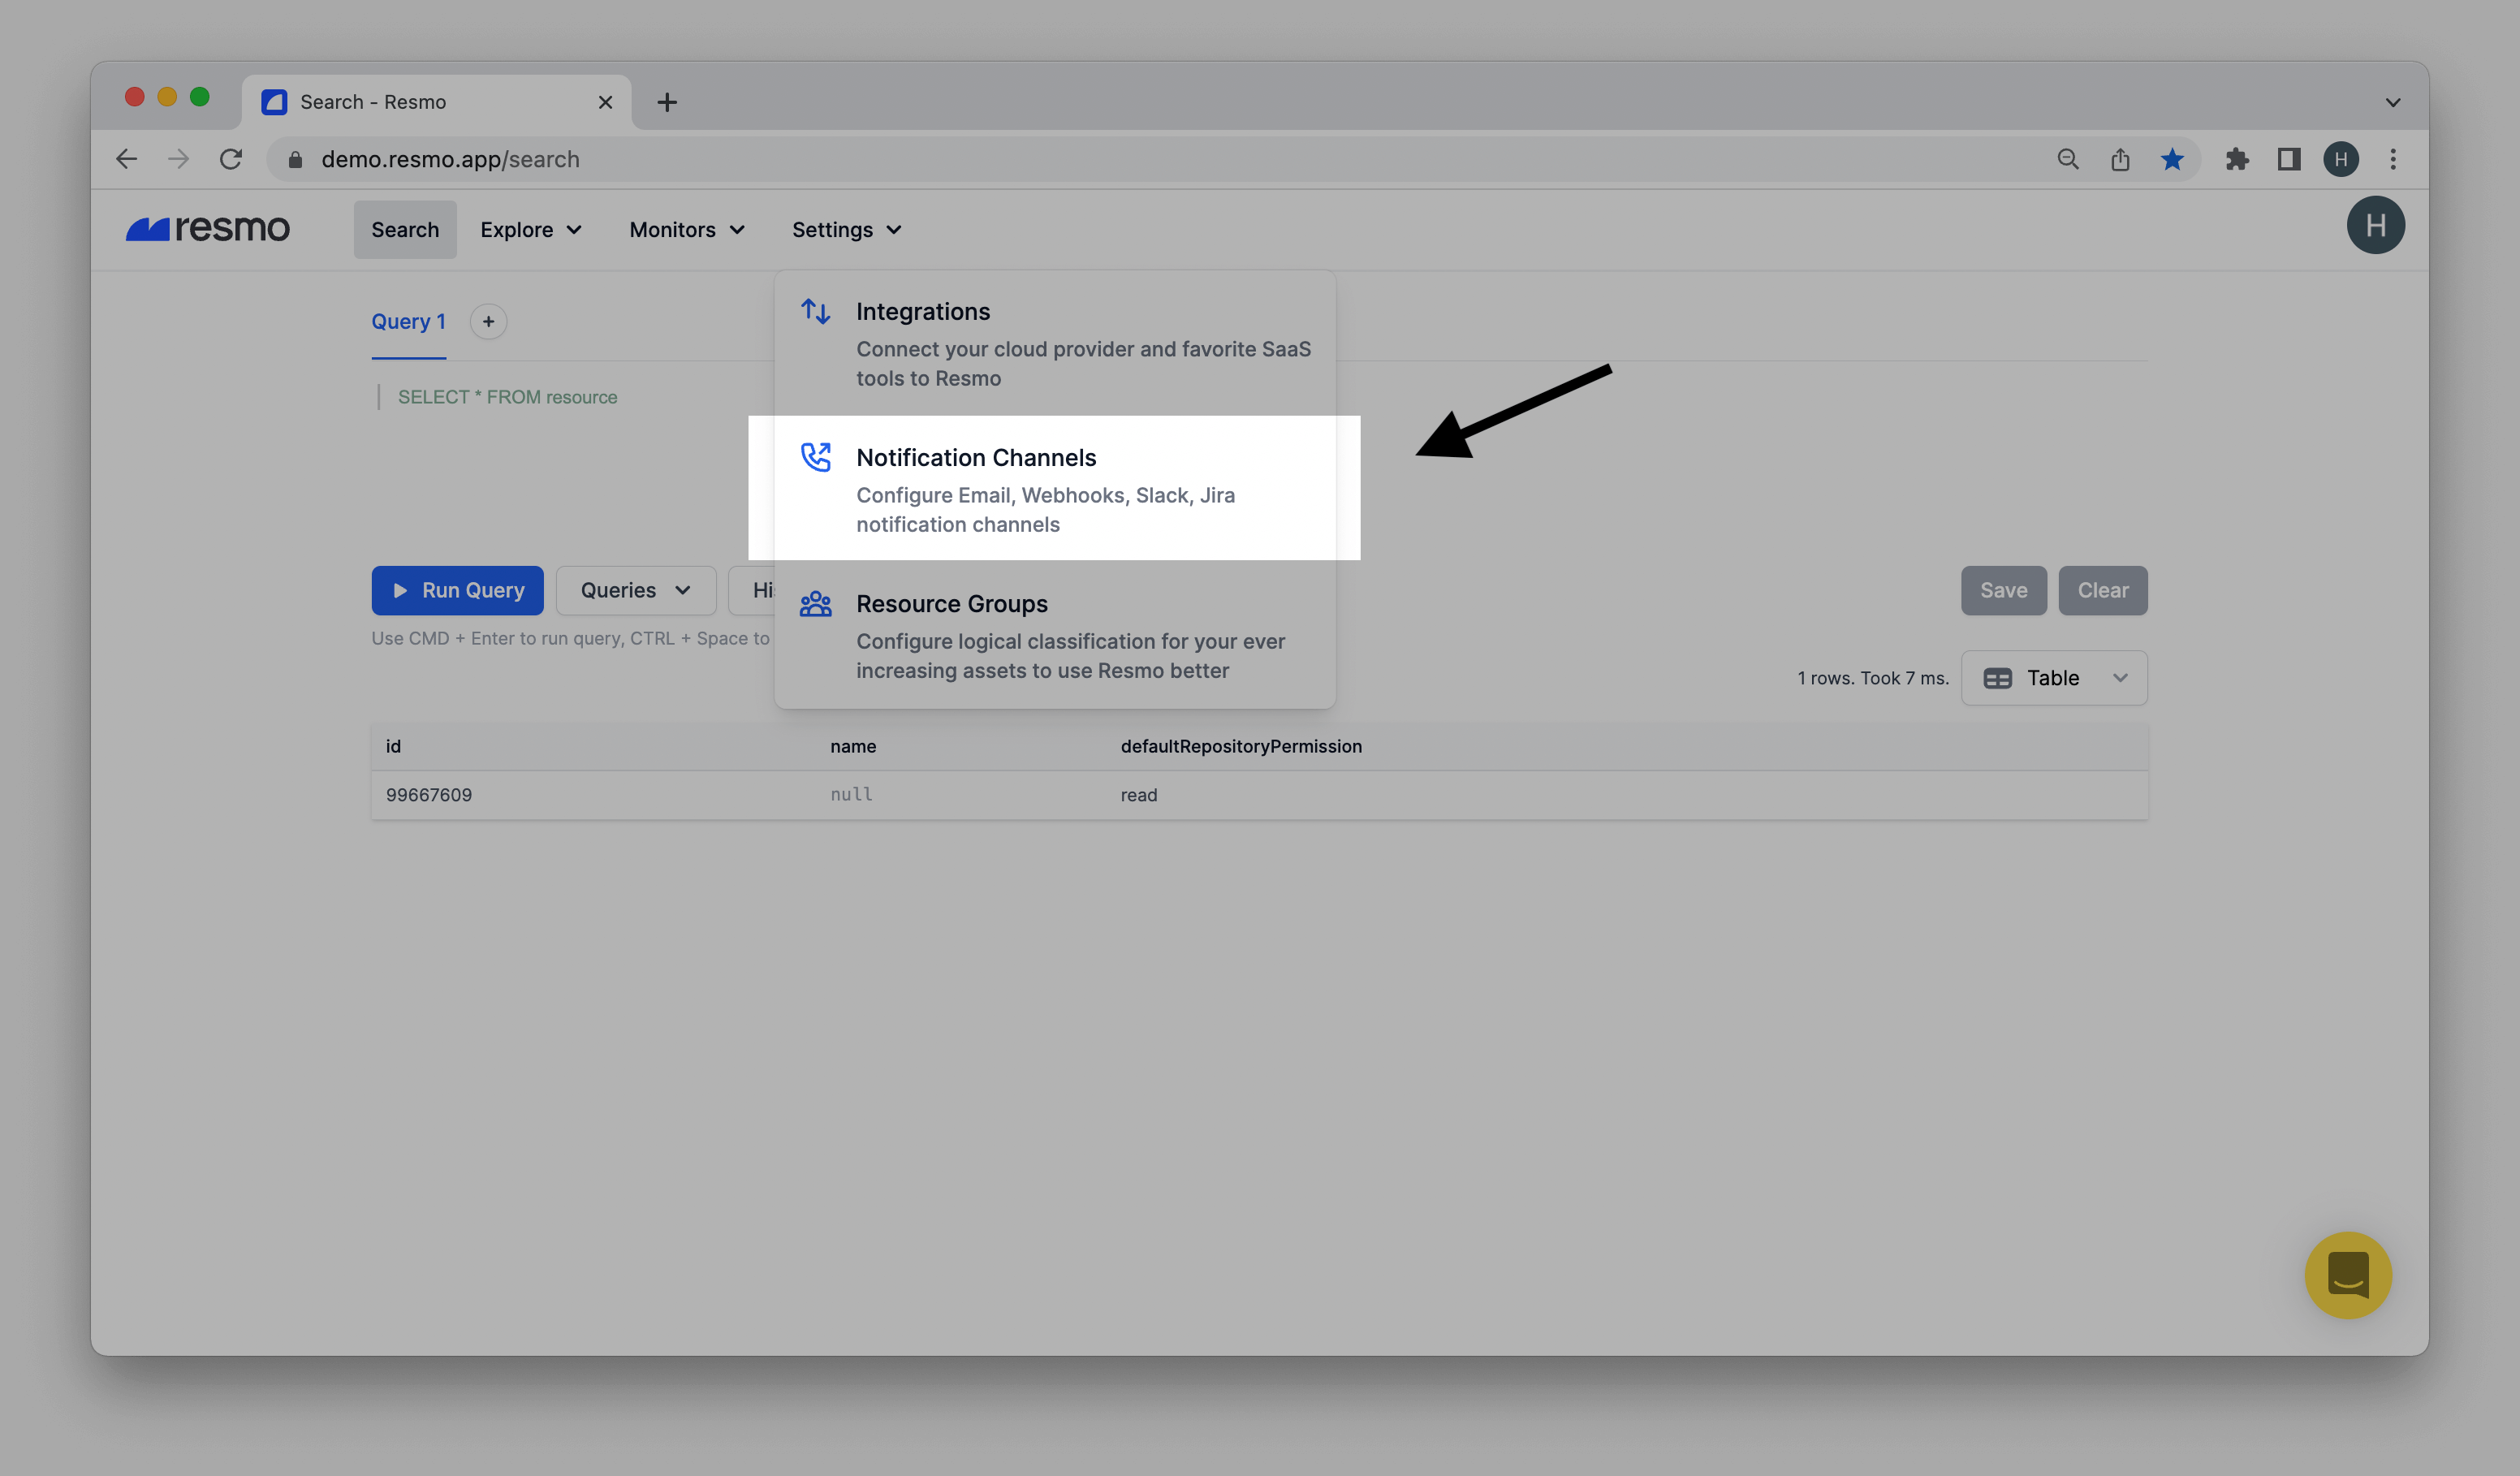 Search - Resmo
demo.resmo.app/search
H
resmo
Search
Explore
Monitors
Settings
H
Query 1
SELECT * FROM resource
Integrations
Connect your cloud provider and favorite SaaS
tools to Resmo
Notification Channels
Configure Email, Webhooks, Slack, Jira
notification channels
Resource Groups
Configure logical classification for your ever
increasing assets to use Resmo better
Run Query
Queries
Save
Clear
Use CMD + Enter to run query, CTRL + Space to
1 rows. Took 7 ms.
Table
id name defaultRepositoryPermission
99667609 null read